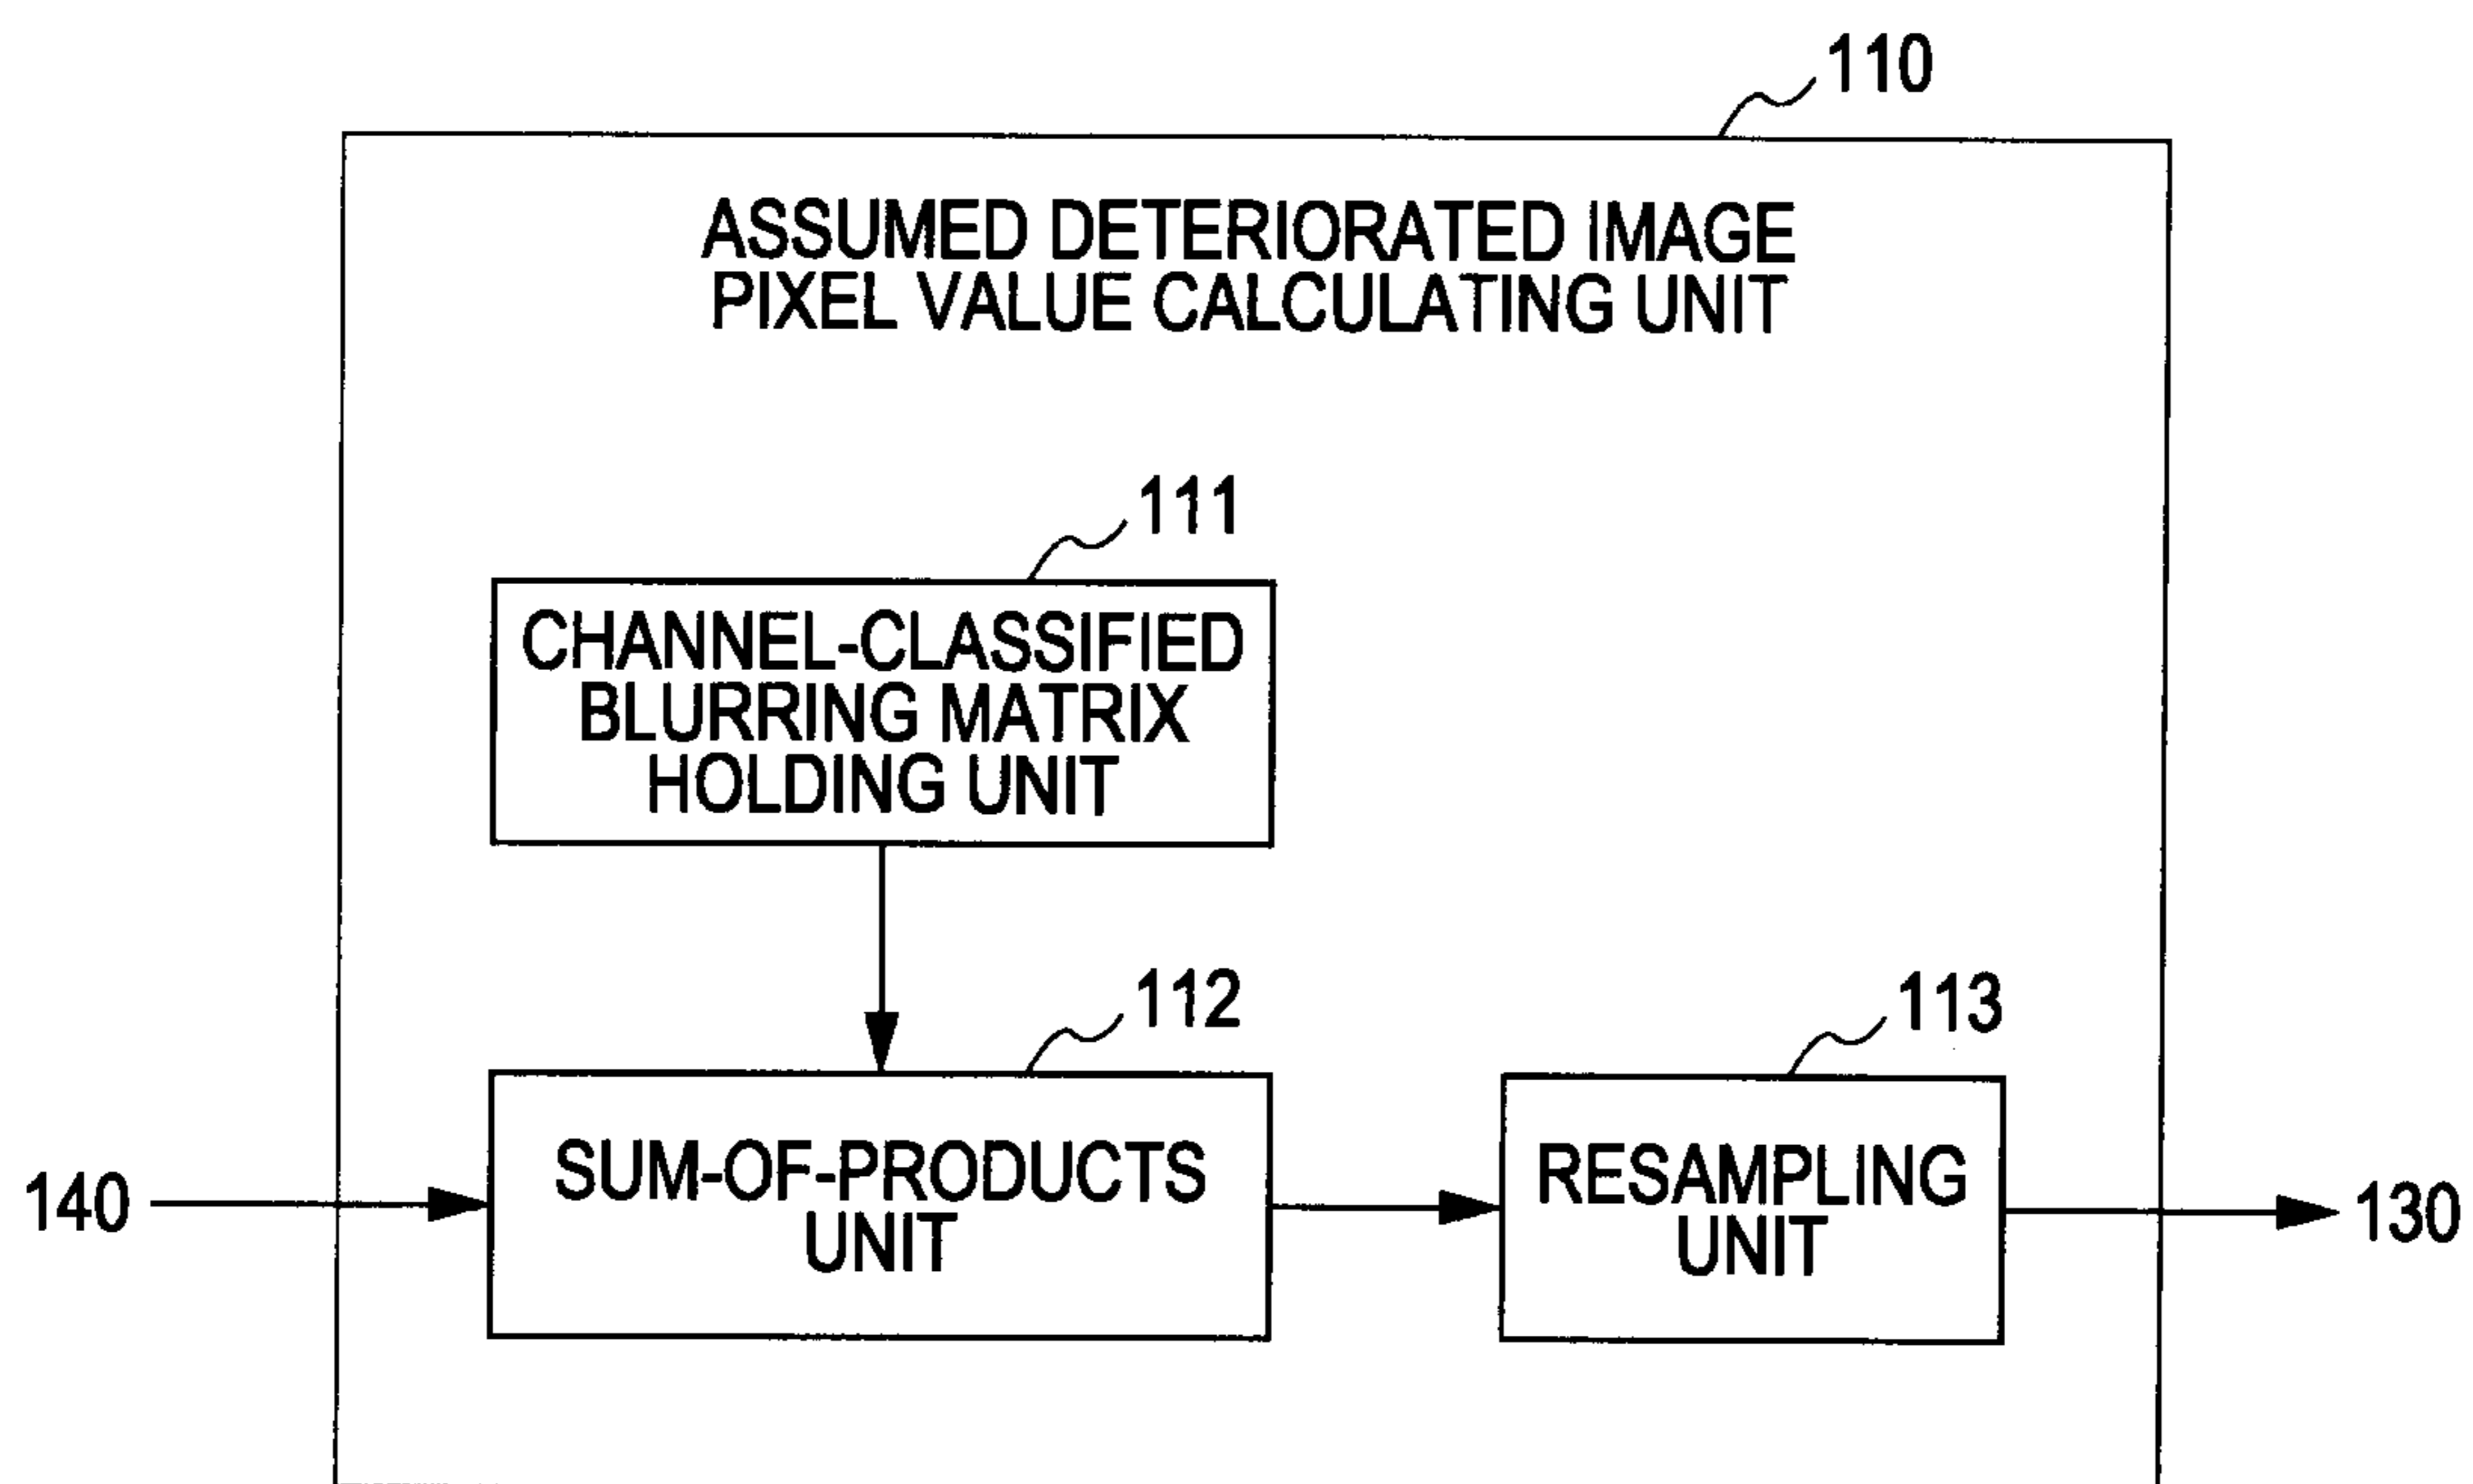 110
ASSUMED DETERIORATED IMAGE
PIXEL VALUE CALCULATING UNIT
111
CHANNEL-CLASSIFIED
BLURRING MATRIX
HOLDING UNIT
112
113
140
SUM-OF-PRODUCTS
UNIT
RESAMPLING
UNIT
130